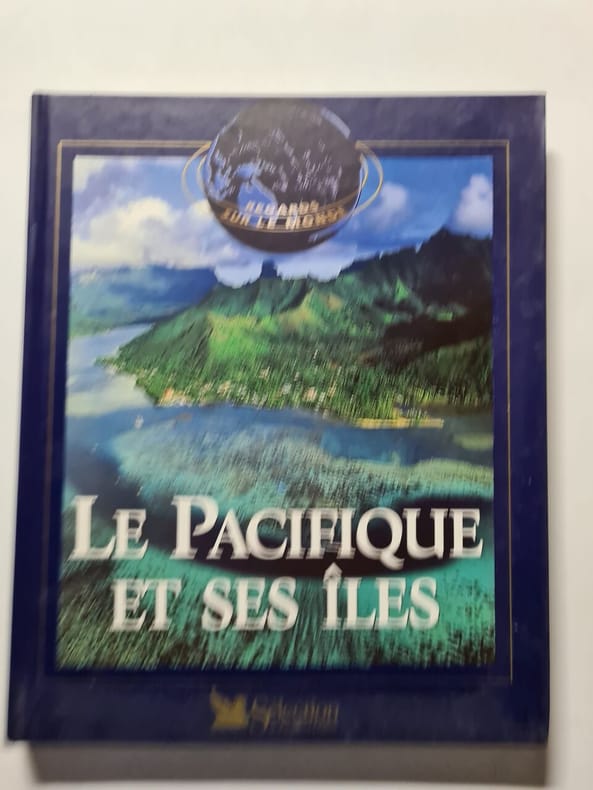 REGARDS
SUR LE MONDE
LE PACIFIQUE
ET SES ÎLES
Sélection